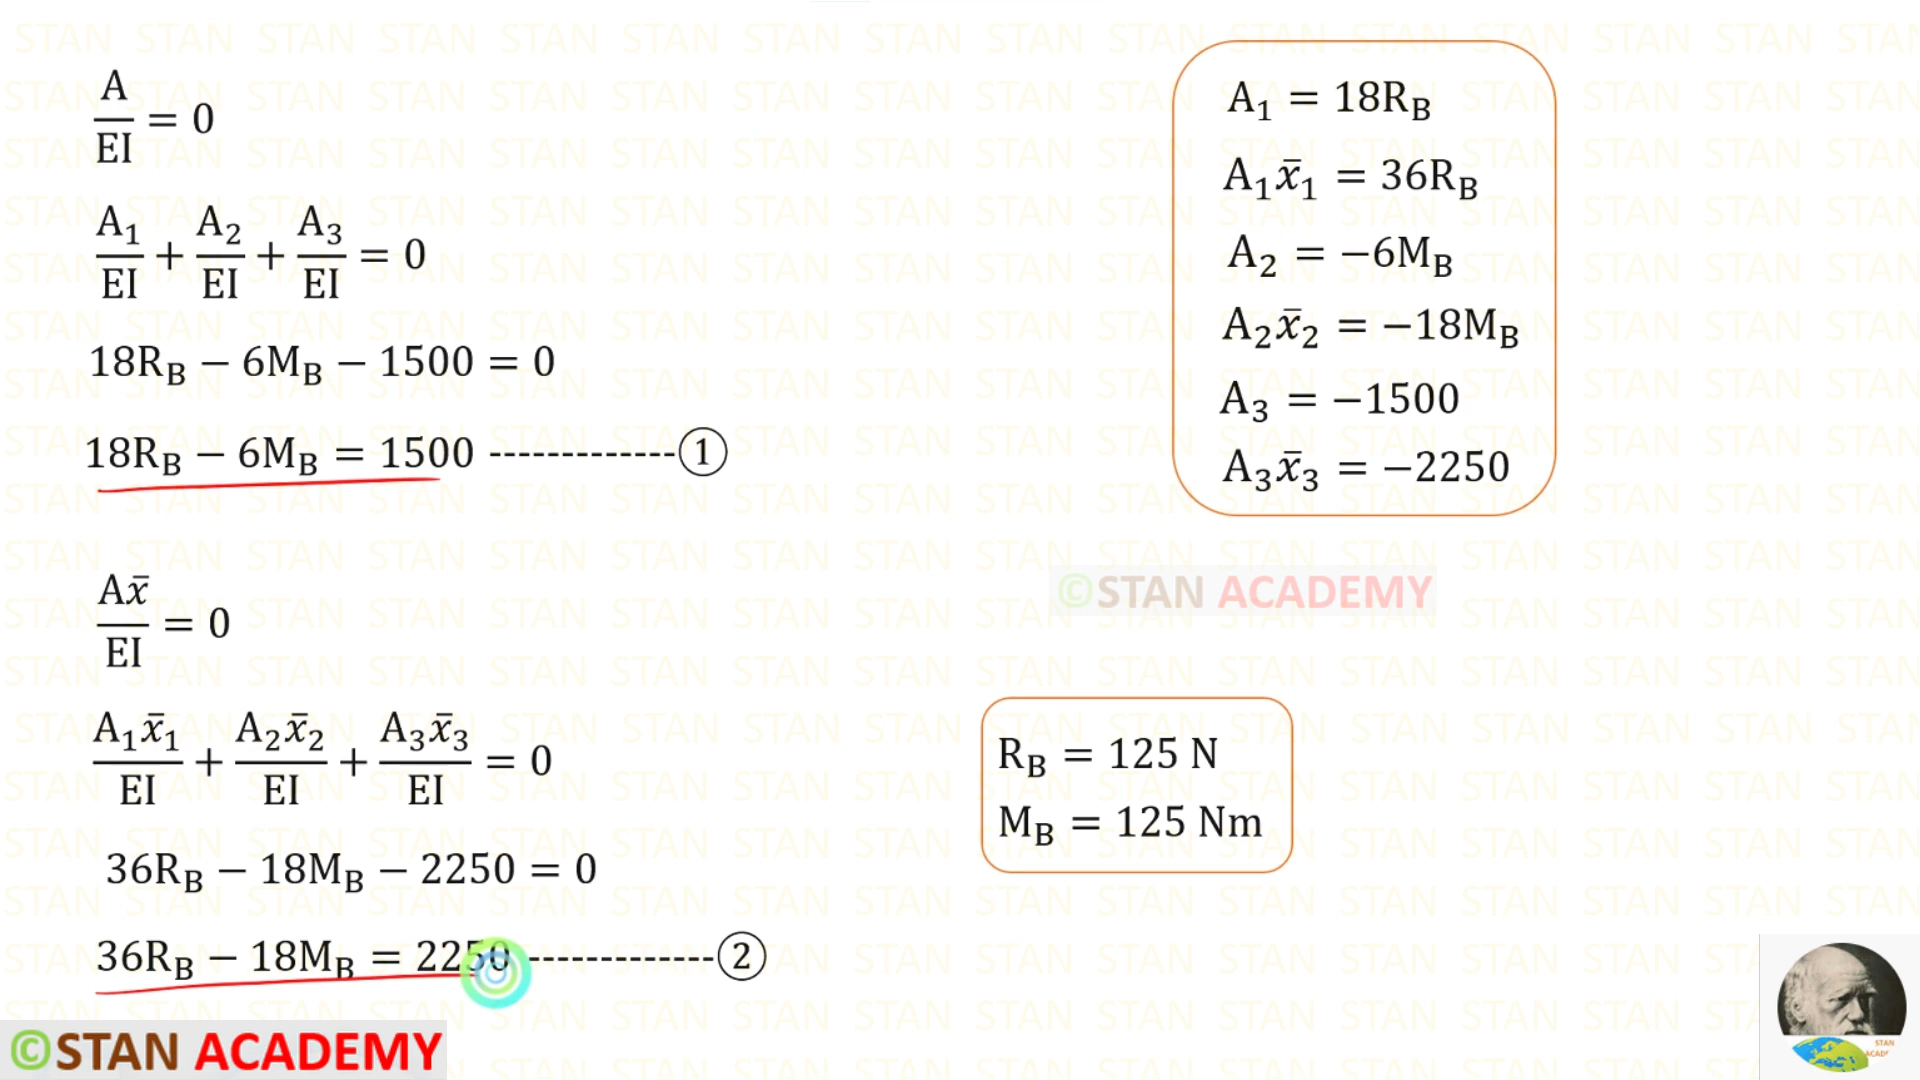 A/EI = 0
A₁/EI + A₂/EI + A₃/EI = 0
18R_B − 6M_B − 1500 = 0
18R_B − 6M_B = 1500 -------------①
Ax̄/EI = 0
A₁x̄₁/EI + A₂x̄₂/EI + A₃x̄₃/EI = 0
36R_B − 18M_B − 2250 = 0
36R_B − 18M_B = 2250 -------------②
A₁ = 18R_B
A₁x̄₁ = 36R_B
A₂ = −6M_B
A₂x̄₂ = −18M_B
A₃ = −1500
A₃x̄₃ = −2250
©STAN ACADEMY
R_B = 125 N
M_B = 125 Nm
©STAN ACADEMY
STAN